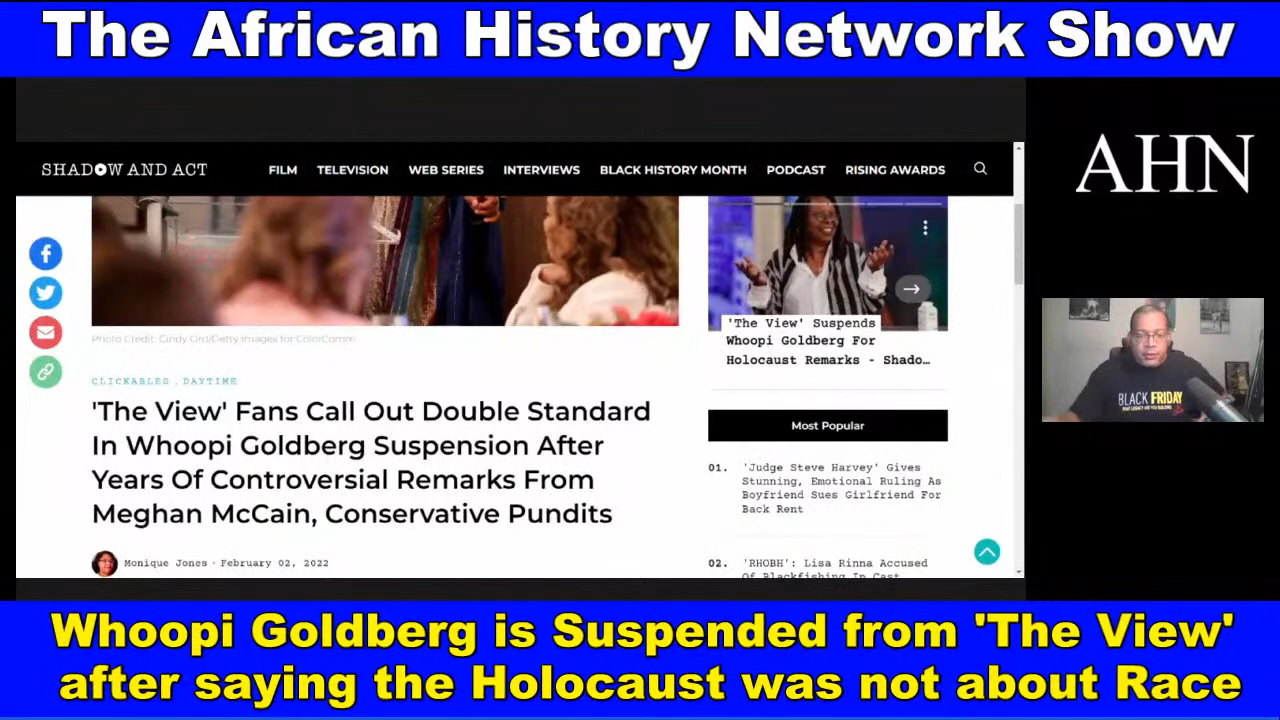 The African History Network Show
SHADOW AND ACT
FILM TELEVISION WEB SERIES INTERVIEWS BLACK HISTORY MONTH PODCAST RISING AWARDS
AHN
Photo Credit: Cindy Ord/Getty Images for ColorComm
CLICKABLES , DAYTIME
'The View' Fans Call Out Double Standard
In Whoopi Goldberg Suspension After
Years Of Controversial Remarks From
Meghan McCain, Conservative Pundits
Monique Jones · February 02, 2022
'The View' Suspends
Whoopi Goldberg For
Holocaust Remarks - Shado…
Most Popular
01. 'Judge Steve Harvey' Gives
Stunning, Emotional Ruling As
Boyfriend Sues Girlfriend For
Back Rent
02. 'RHOBH': Lisa Rinna Accused
Of Blackfishing In Cast
BLACK FRIDAY
Whoopi Goldberg is Suspended from 'The View'
after saying the Holocaust was not about Race